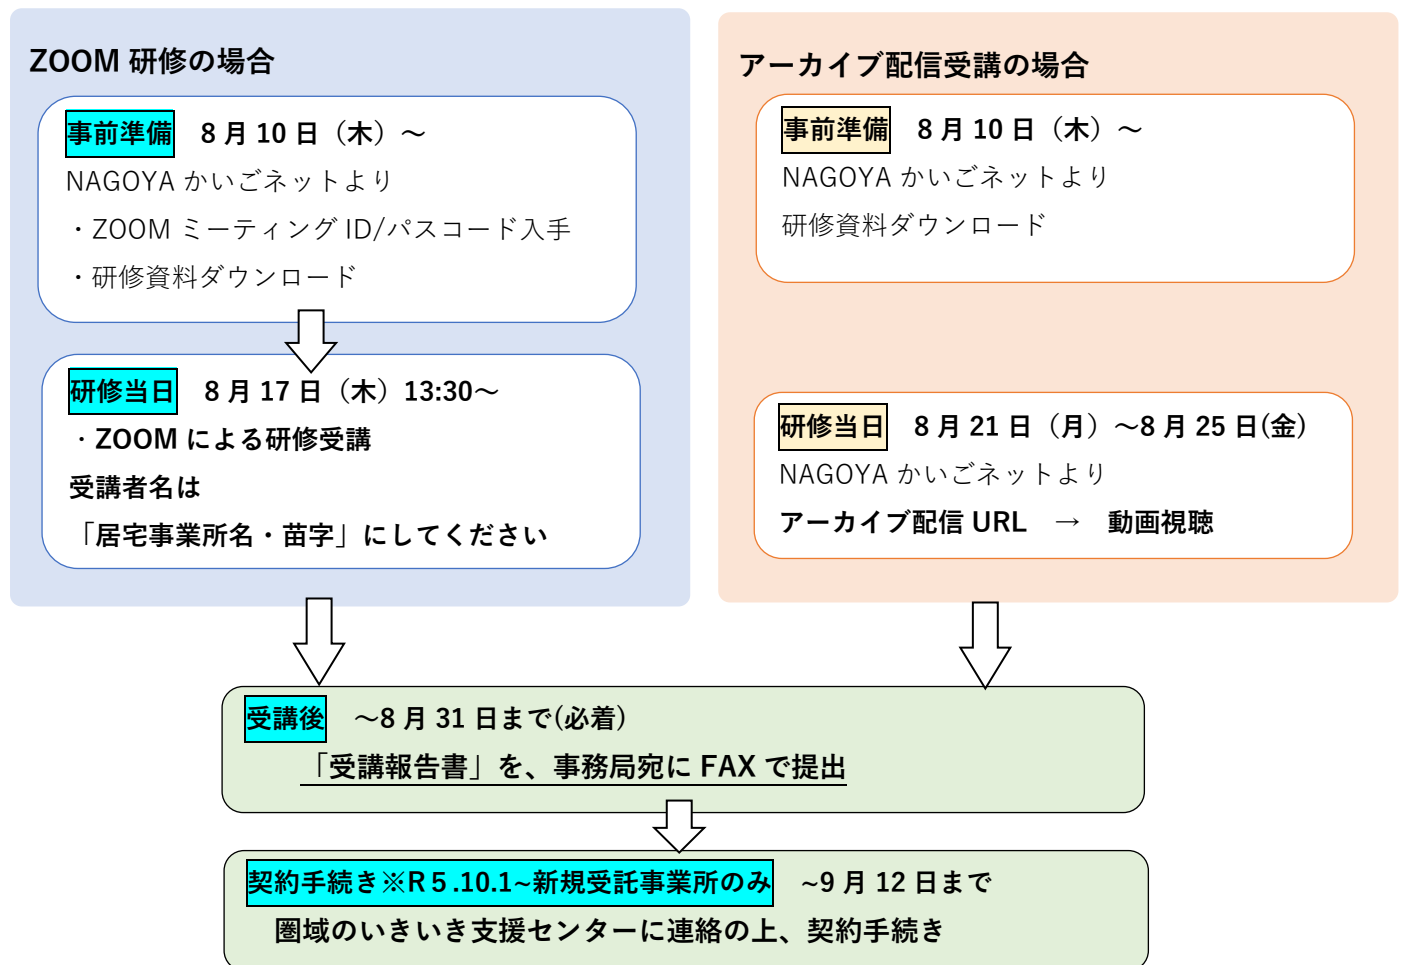 ZOOM 研修の場合
事前準備 8 月 10 日（木）～
NAGOYA かいごネットより
・ZOOM ミーティング ID/パスコード入手
・研修資料ダウンロード
研修当日 8 月 17 日（木）13:30～
・ZOOM による研修受講
受講者名は
「居宅事業所名・苗字」にしてください
アーカイブ配信受講の場合
事前準備 8 月 10 日（木）～
NAGOYA かいごネットより
研修資料ダウンロード
研修当日 8 月 21 日（月）～8 月 25 日(金)
NAGOYA かいごネットより
アーカイブ配信 URL → 動画視聴
受講後 ～8 月 31 日まで(必着)
「受講報告書」を、事務局宛に FAX で提出
契約手続き※R５.10.1~新規受託事業所のみ ~9 月 12 日まで
圏域のいきいき支援センターに連絡の上、契約手続き